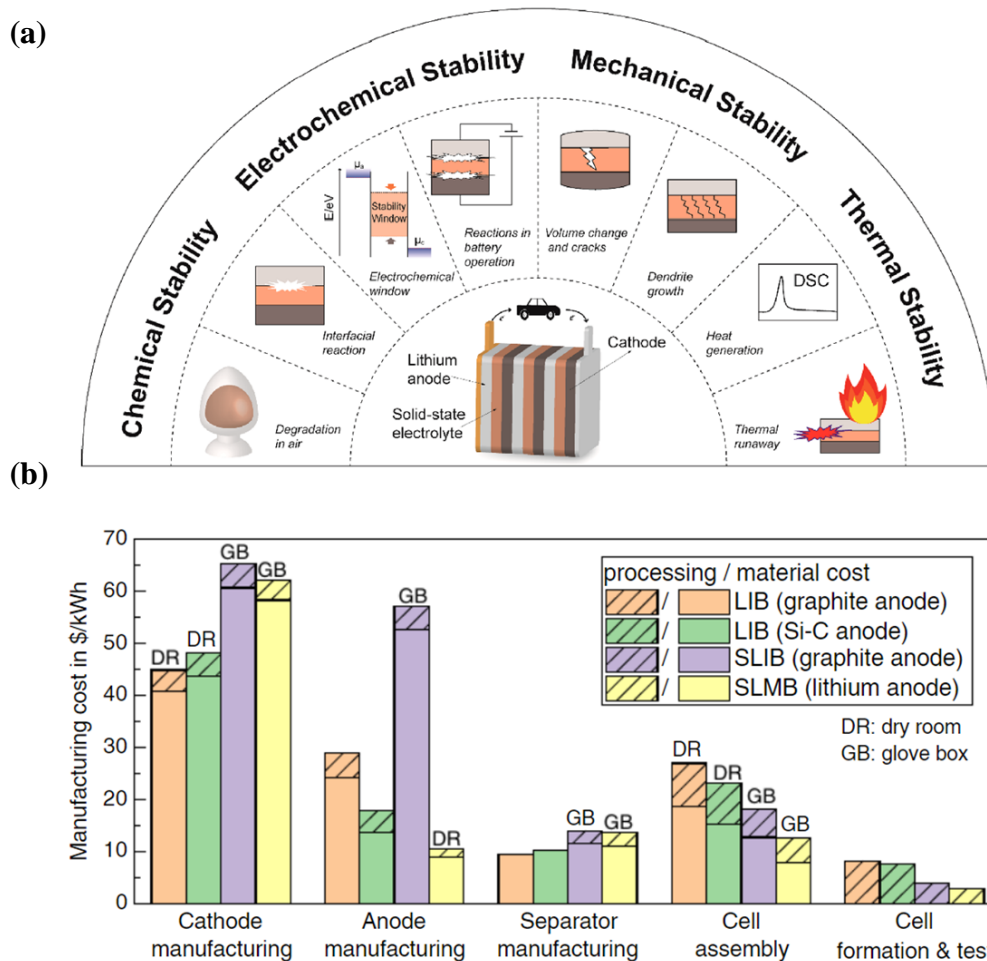 (a)
Chemical Stability
Electrochemical Stability
Mechanical Stability
Thermal Stability
Degradation
in air
Interfacial
reaction
E/eV
μa
Stability
Window
μc
Electrochemical
window
Reactions in
battery
operation
Volume change
and cracks
Dendrite
growth
DSC
Heat
generation
Thermal
runaway
e-
e-
Lithium
anode
Cathode
Solid-state
electrolyte
(b)
Manufacturing cost in $/kWh
70
60
50
40
30
20
10
0
DR
DR
GB
GB
GB
DR
GB
GB
DR
DR
GB
GB
processing / material cost
/ LIB (graphite anode)
/ LIB (Si-C anode)
/ SLIB (graphite anode)
/ SLMB (lithium anode)
DR: dry room
GB: glove box
Cathode
manufacturing
Anode
manufacturing
Separator
manufacturing
Cell
assembly
Cell
formation & test